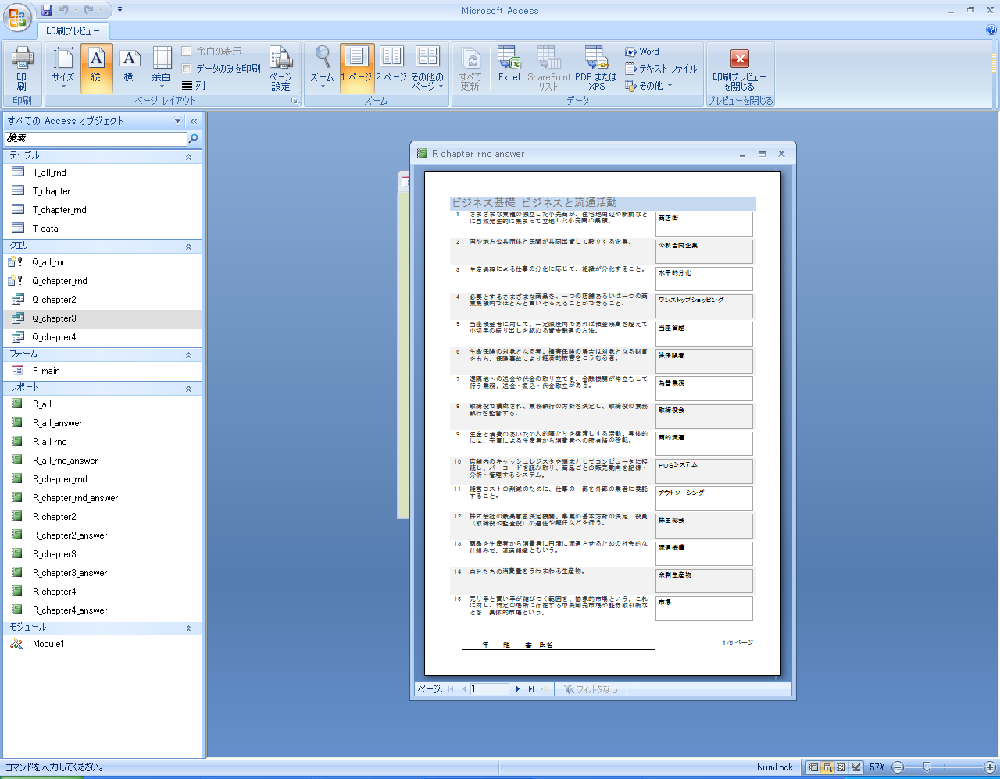 Microsoft Access
印刷プレビュー
印刷
サイズ
縦
横
余白
余白の表示
データのみを印刷
列
ページ設定
ズーム
1 ページ
2 ページ
その他のページ
すべて更新
Excel
SharePoint リスト
PDF または XPS
Word
テキスト ファイル
その他
印刷プレビューを閉じる
印刷
ページ レイアウト
ズーム
データ
プレビューを閉じる
すべての Access オブジェクト
検索...
テーブル
T_all_rnd
T_chapter
T_chapter_rnd
T_data
クエリ
Q_all_rnd
Q_chapter_rnd
Q_chapter2
Q_chapter3
Q_chapter4
フォーム
F_main
レポート
R_all
R_all_answer
R_all_rnd
R_all_rnd_answer
R_chapter_rnd
R_chapter_rnd_answer
R_chapter2
R_chapter2_answer
R_chapter3
R_chapter3_answer
R_chapter4
R_chapter4_answer
モジュール
Module1
R_chapter_rnd_answer
ビジネス基礎 ビジネスと流通活動
1 さまざまな業種の独立した小売商が、住宅地周辺や駅前など
に自然発生的に集まって立地した小売商の集積。
商店街
2 国や地方公共団体と民間が共同出資して設立する企業。
公私合同企業
3 生産過程による仕事の分化に応じて、組織が分化すること。
水平的分化
4 必要とするさまざまな商品を、一つの店舗あるいは一つの商
業集積内でほとんど買いそろえることができること。
ワンストップショッピング
5 当座預金者に対して、一定限度内であれば預金残高を超えて
小切手の振り出しを認める資金融通の方法。
当座貸越
6 生命保険の対象となる者。損害保険の場合は対象となる財貨
をもち、保険事故により経済的被害をこうむる者。
被保険者
7 遠隔地への送金や代金の取り立てを、金融機関が仲立ちして
行う業務。送金・振込・代金取立がある。
為替業務
8 取締役で構成され、業務執行の方針を決定し、取締役の業務
執行を監督する。
取締役会
9 生産と消費のあいだの人的隔たりを橋渡しする活動。具体的
には、売買による生産者から消費者への所有権の移転。
商的流通
10 店舗内のキャッシュレジスタを端末としてコンピュータに接
続し、バーコードを読み取り、商品ごとの販売動向を記録・
分析・管理するシステム。
POSシステム
11 経営コストの削減のために、仕事の一部を外部の業者に委託
すること。
アウトソーシング
12 株式会社の最高意思決定機関。事業の基本方針の決定、役員
（取締役や監査役）の選任や解任などを行う。
株主総会
13 商品を生産者から消費者に円滑に流通させるための社会的な
仕組みで、流通組織ともいう。
流通機構
14 自分たちの消費量をうわまわる生産物。
余剰生産物
15 売り手と買い手が結びつく範囲を、抽象的市場という。これ
に対し、特定の場所に存在する中央卸売市場や証券取引所な
どを、具体的市場という。
市場
年 組 番 氏名
1/6 ページ
ページ: 1
フィルタなし
コマンドを入力してください。
NumLock
57%